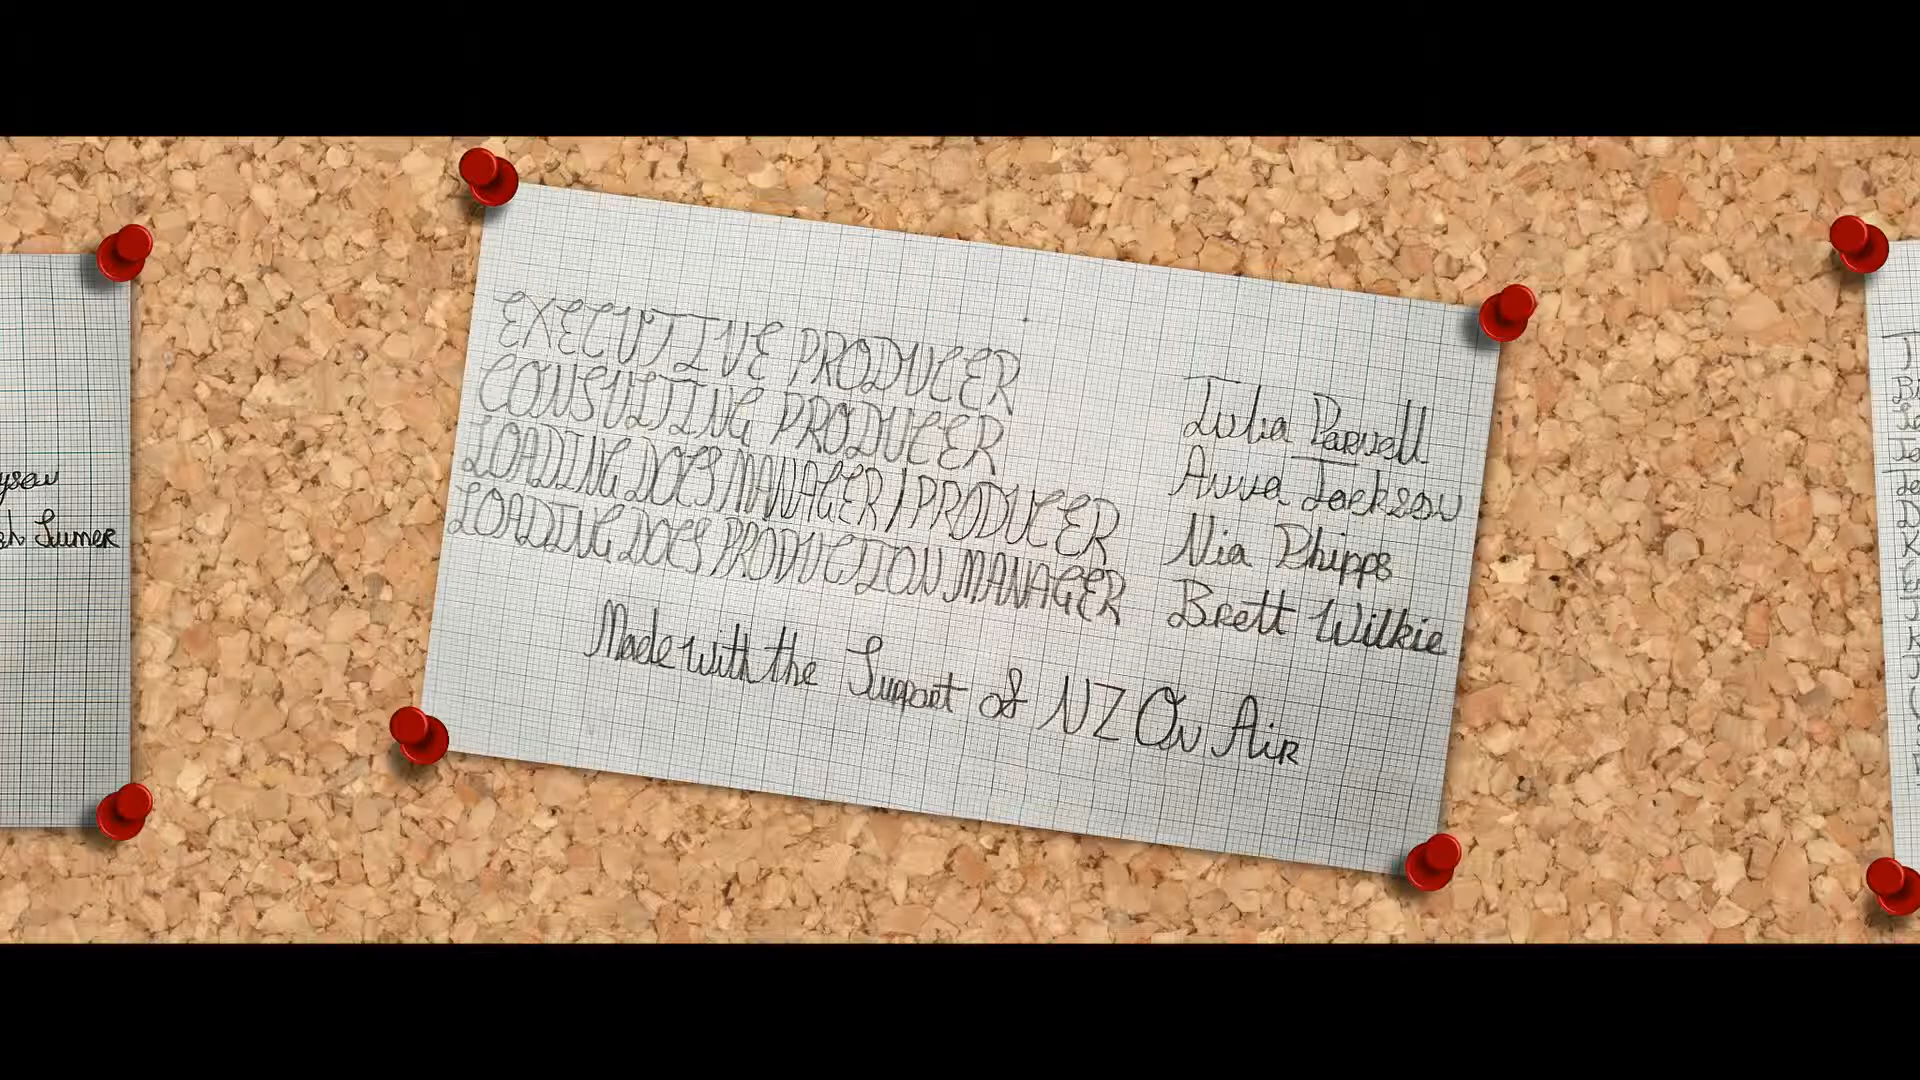 EXECUTIVE PRODUCER Julia Parnell
CONSULTING PRODUCER Anna Jackson
LOADING DOCS MANAGER / PRODUCER Nia Phipps
LOADING DOCS PRODUCTION MANAGER Brett Wilkie
Made with the Support of NZ On Air